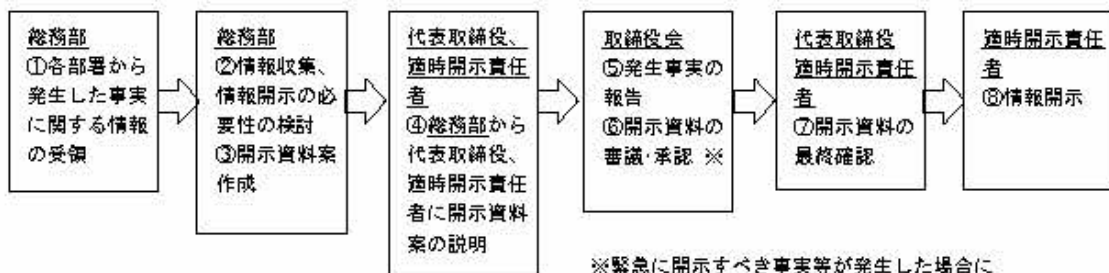 総務部
①各部署から
発生した事実
に関する情報
の受領
総務部
②情報収集、
情報開示の必
要性の検討
③開示資料案
作成
代表取締役、
適時開示責任
者
④総務部から
代表取締役、
適時開示責任
者に開示資料
案の説明
取締役会
⑤発生事実の
報告
⑥開示資料の
審議・承認 ※
代表取締役
適時開示責任
者
⑦開示資料の
最終確認
適時開示責任
者
⑧情報開示
※緊急に開示すべき事実等が発生した場合に